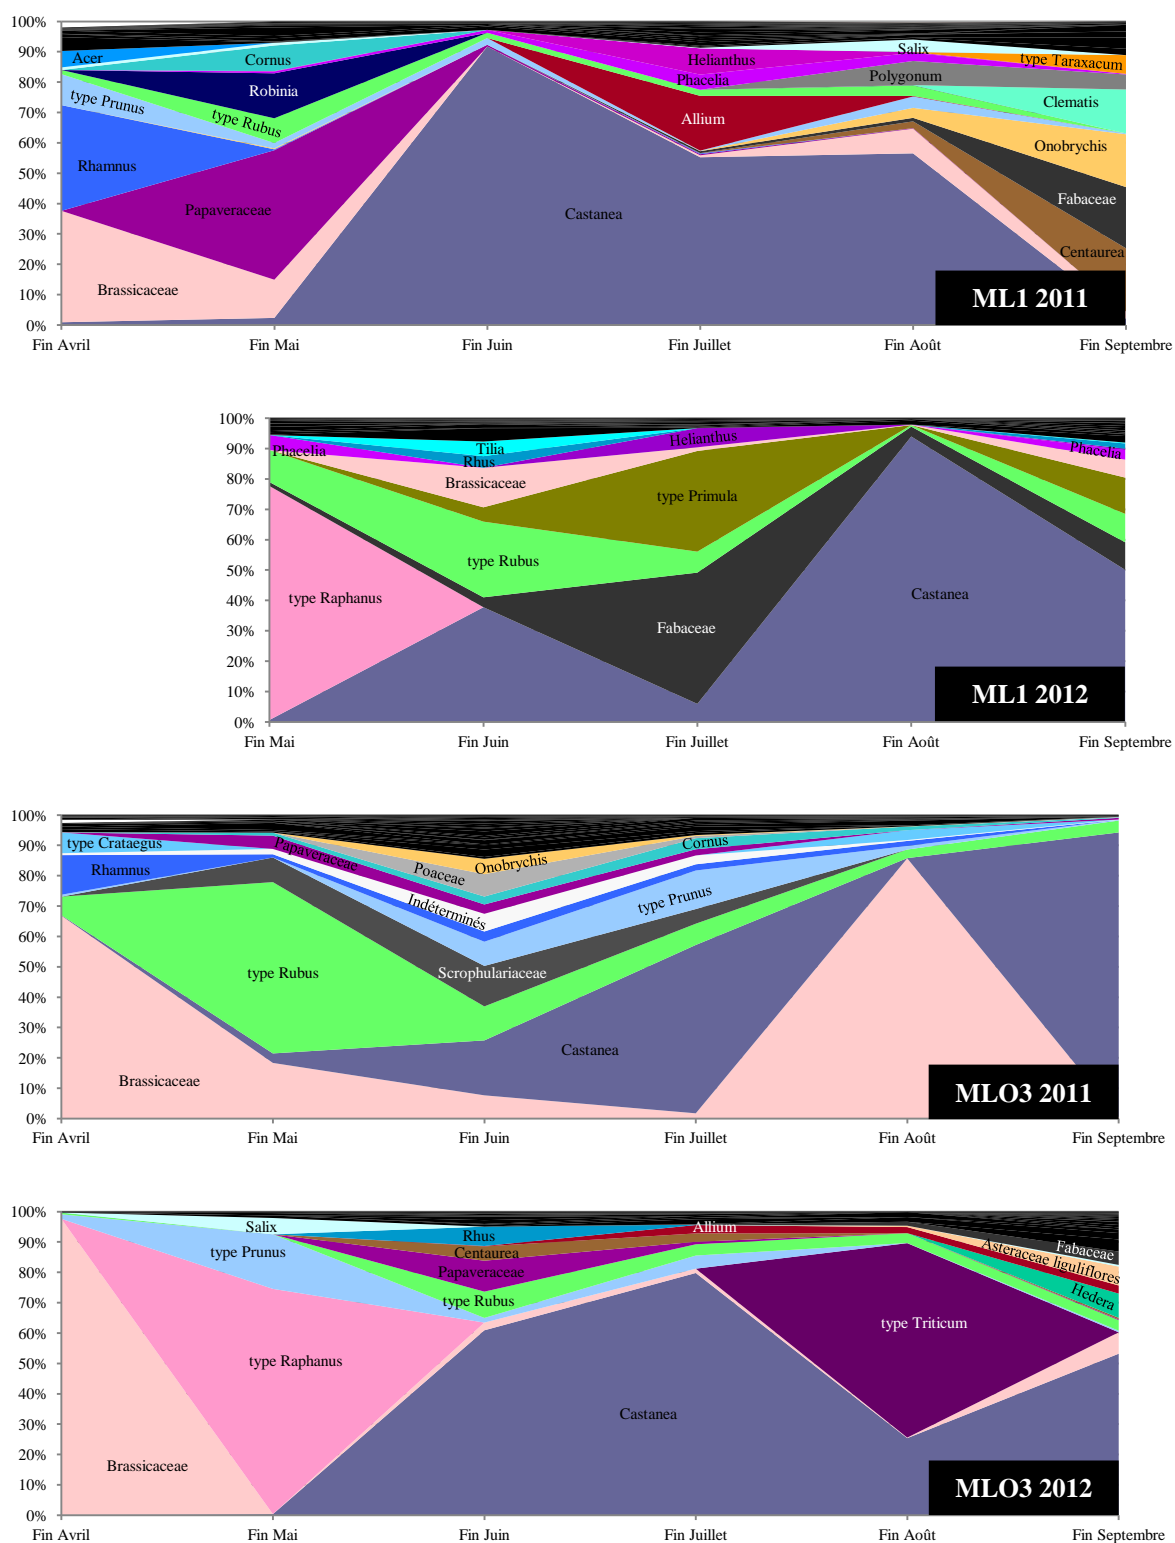 100%
90%
80%
70%
60%
50%
40%
30%
20%
10%
0%
Acer
Cornus
Helianthus
Salix
type Taraxacum
type Prunus
Robinia
Phacelia
Polygonum
Clematis
type Rubus
Allium
Onobrychis
Rhamnus
Papaveraceae
Castanea
Fabaceae
Brassicaceae
Centaurea
ML1 2011
Fin Avril
Fin Mai
Fin Juin
Fin Juillet
Fin Août
Fin Septembre
100%
90%
80%
70%
60%
50%
40%
30%
20%
10%
0%
Phacelia
Tilia
Rhus
Helianthus
Phacelia
Brassicaceae
type Primula
type Rubus
type Raphanus
Castanea
Fabaceae
ML1 2012
Fin Mai
Fin Juin
Fin Juillet
Fin Août
Fin Septembre
100%
90%
80%
70%
60%
50%
40%
30%
20%
10%
0%
type Crataegus
Papaveraceae
Onobrychis
Cornus
Rhamnus
Poaceae
Indéterminés
type Prunus
type Rubus
Scrophulariaceae
Castanea
Brassicaceae
MLO3 2011
Fin Avril
Fin Mai
Fin Juin
Fin Juillet
Fin Août
Fin Septembre
100%
90%
80%
70%
60%
50%
40%
30%
20%
10%
0%
Salix
Rhus
Allium
Fabaceae
type Prunus
Centaurea
Asteraceae liguliflores
Papaveraceae
Hedera
type Rubus
type Triticum
type Raphanus
Castanea
Brassicaceae
MLO3 2012
Fin Avril
Fin Mai
Fin Juin
Fin Juillet
Fin Août
Fin Septembre